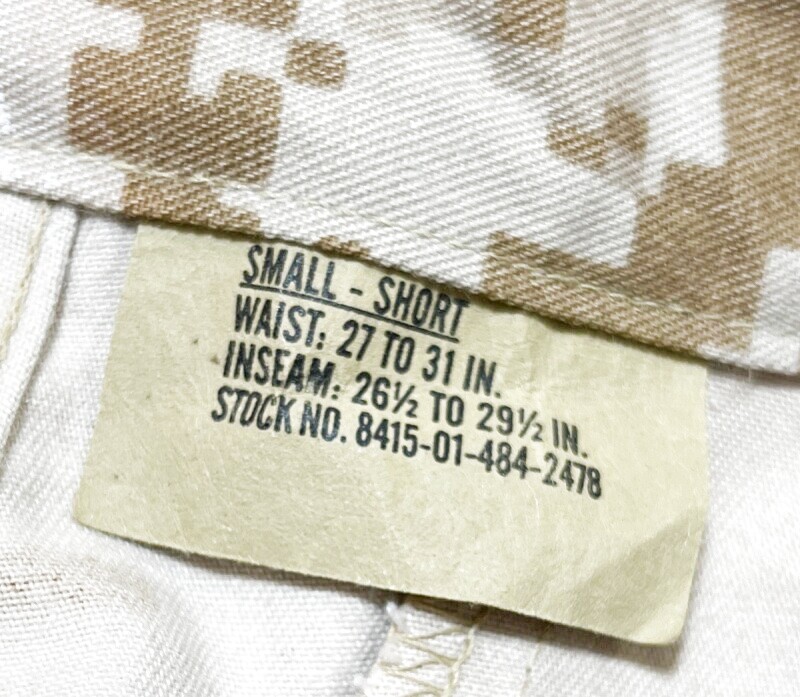 SMALL - SHORT
WAIST: 27 TO 31 IN.
INSEAM: 26½ TO 29½ IN.
STOCK NO. 8415-01-484-2478